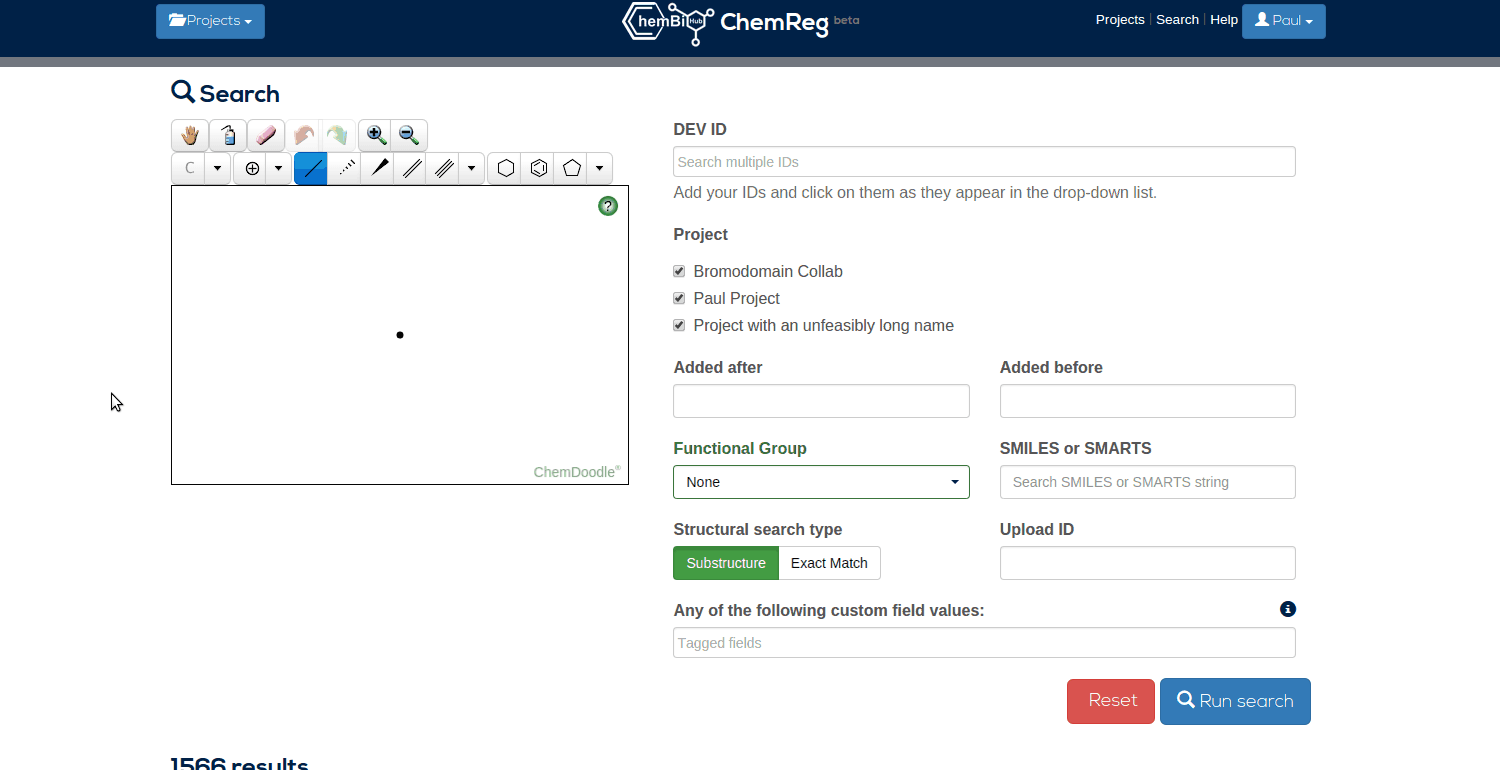 Projects
hemBi Hub ChemReg beta
Projects Search Help Paul
Search
C
?
ChemDoodle®
DEV ID
Search multiple IDs
Add your IDs and click on them as they appear in the drop-down list.
Project
Bromodomain Collab
Paul Project
Project with an unfeasibly long name
Added after Added before
Functional Group SMILES or SMARTS
None Search SMILES or SMARTS string
Structural search type Upload ID
Substructure Exact Match
Any of the following custom field values:
Tagged fields
Reset Run search
1566 results